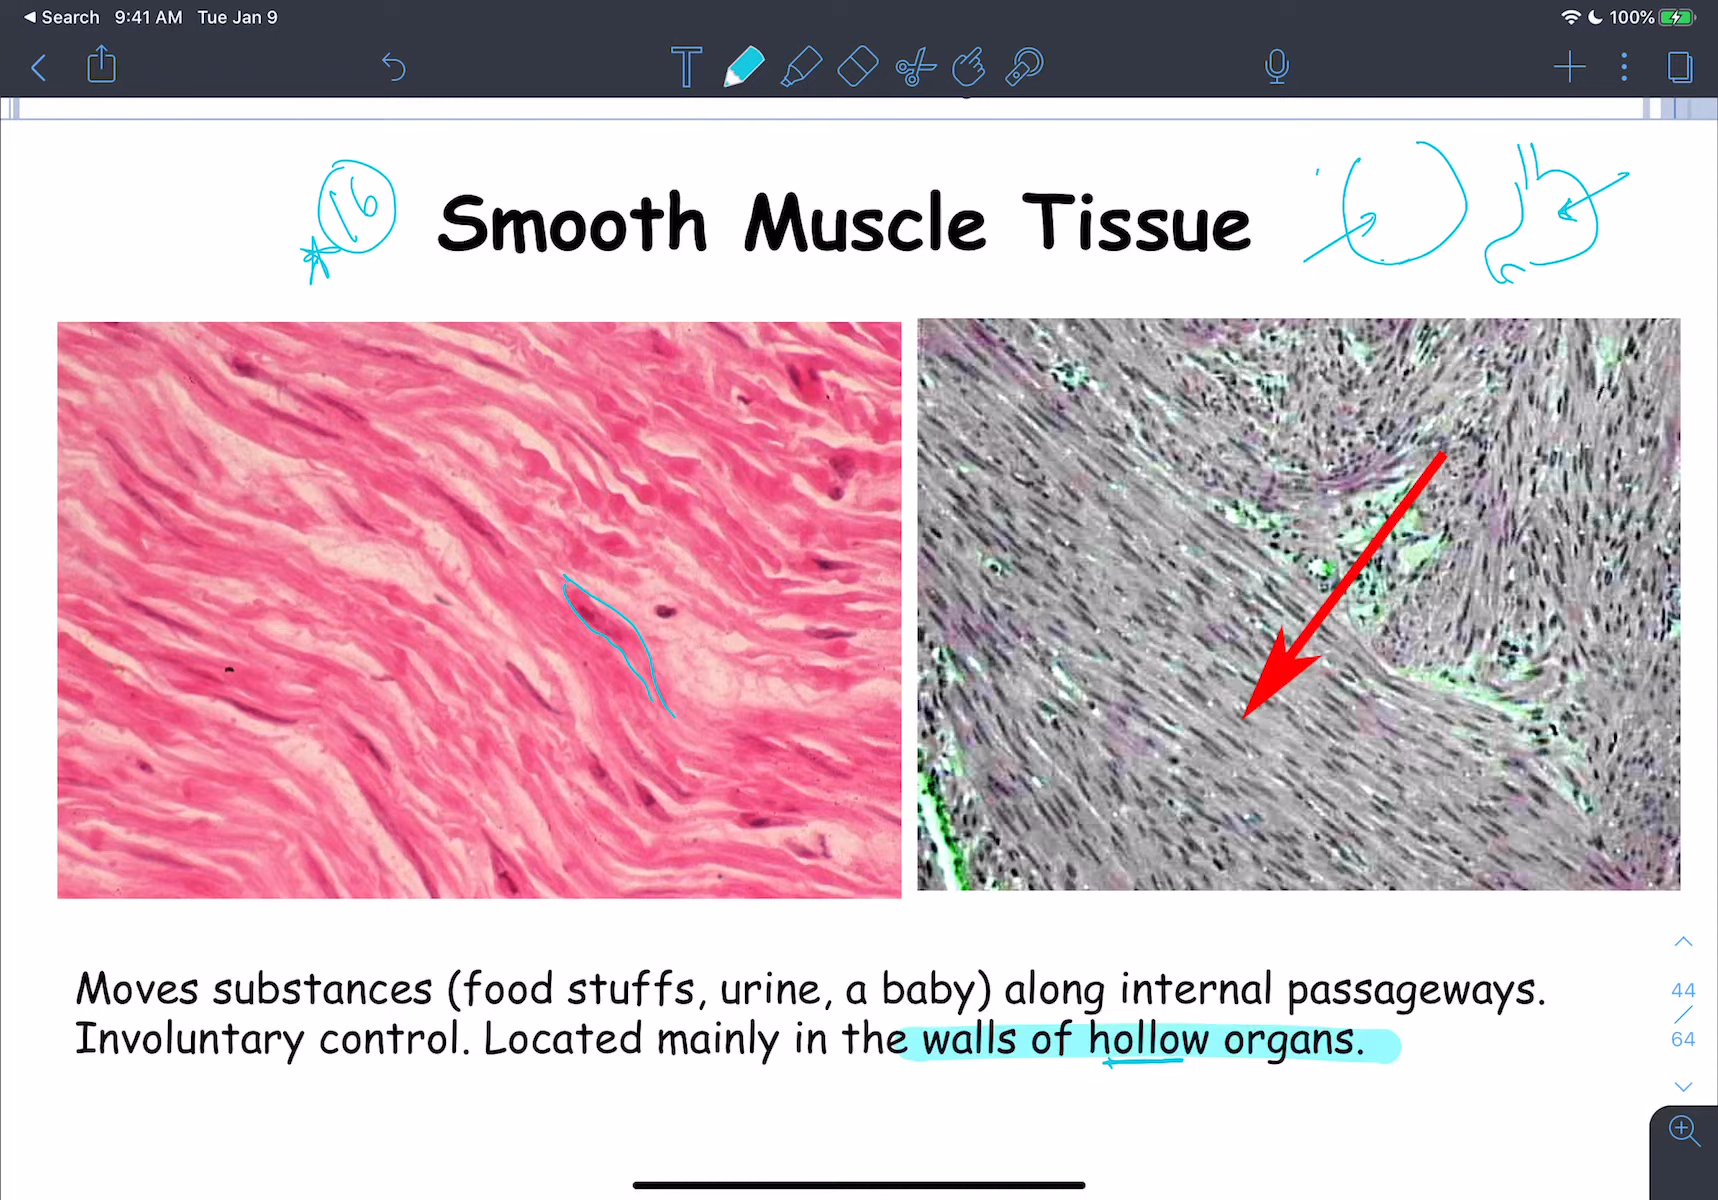 Search 9:41 AM Tue Jan 9 100%
T
16
Smooth Muscle Tissue
Moves substances (food stuffs, urine, a baby) along internal passageways.
Involuntary control. Located mainly in the walls of hollow organs.
44
/
64